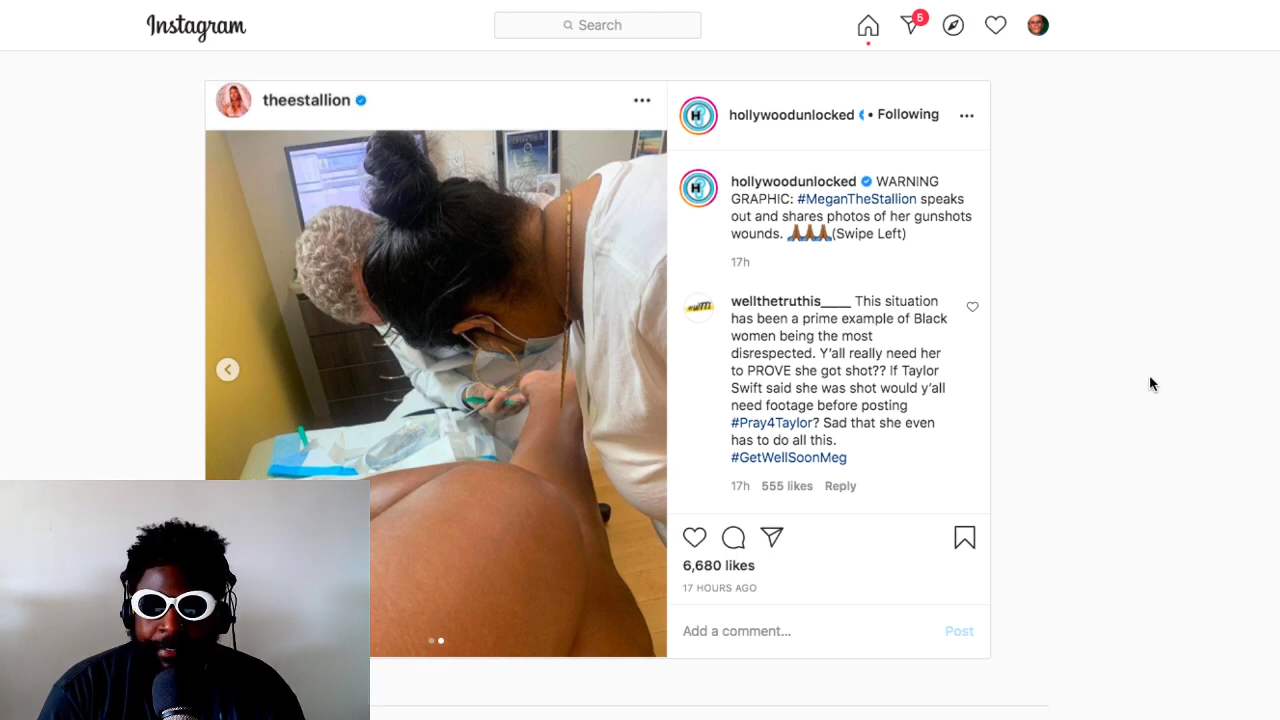 Instagram
Search
6
theestallion
hollywoodunlocked • Following
hollywoodunlocked WARNING
GRAPHIC: #MeganTheStallion speaks
out and shares photos of her gunshots
wounds. 🙏🏾🙏🏾🙏🏾(Swipe Left)
17h
wellthetruthis____ This situation
has been a prime example of Black
women being the most
disrespected. Y'all really need her
to PROVE she got shot?? If Taylor
Swift said she was shot would y'all
need footage before posting
#Pray4Taylor? Sad that she even
has to do all this.
#GetWellSoonMeg
17h 555 likes Reply
6,680 likes
17 HOURS AGO
Add a comment... Post